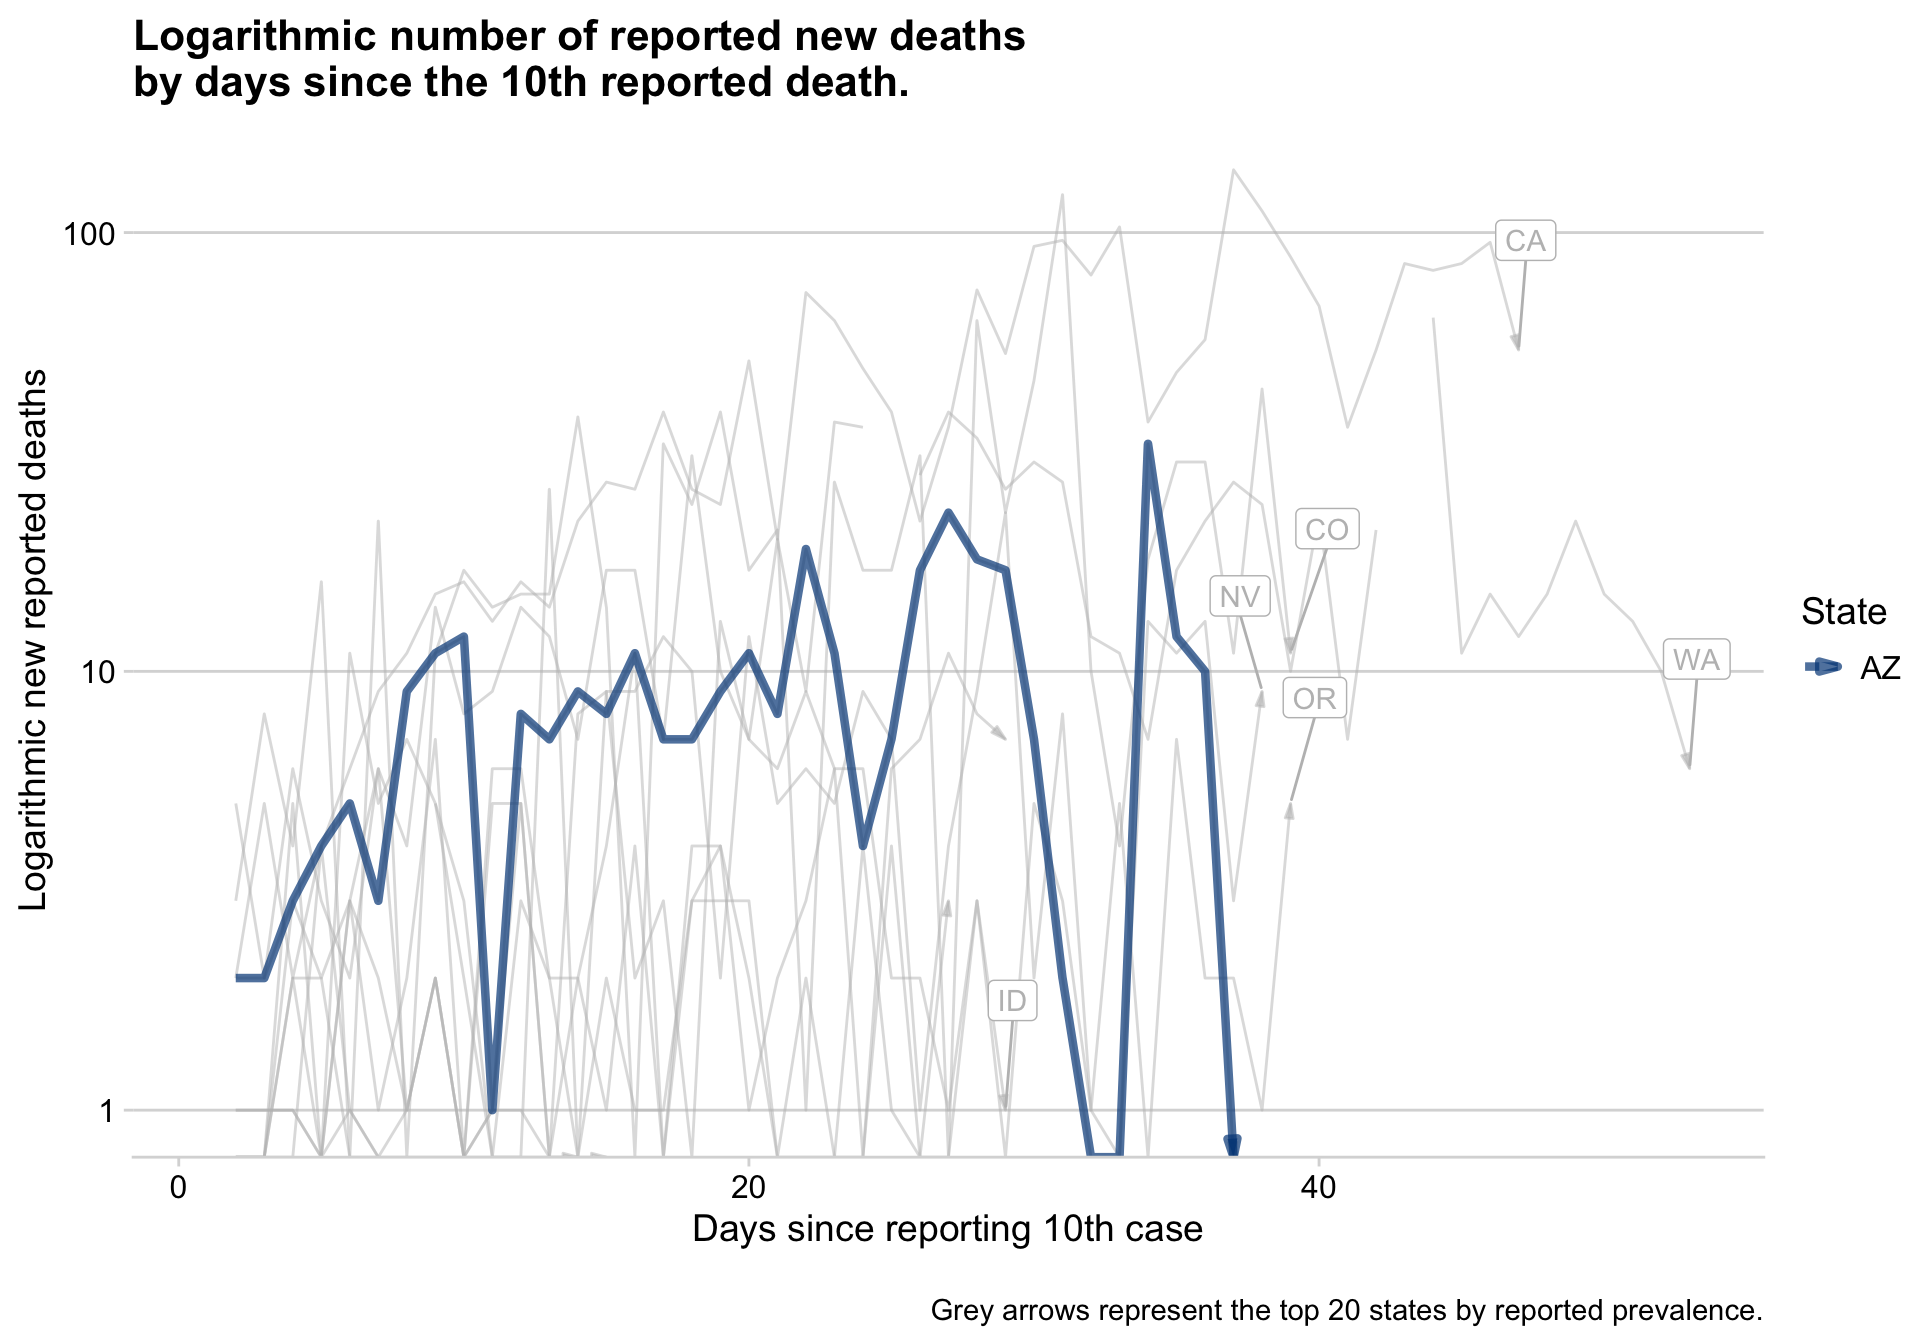 Logarithmic number of reported new deaths
by days since the 10th reported death.
Logarithmic new reported deaths
100
10
1
CA
CO
NV
WA
OR
ID
State
AZ
0
20
40
Days since reporting 10th case
Grey arrows represent the top 20 states by reported prevalence.